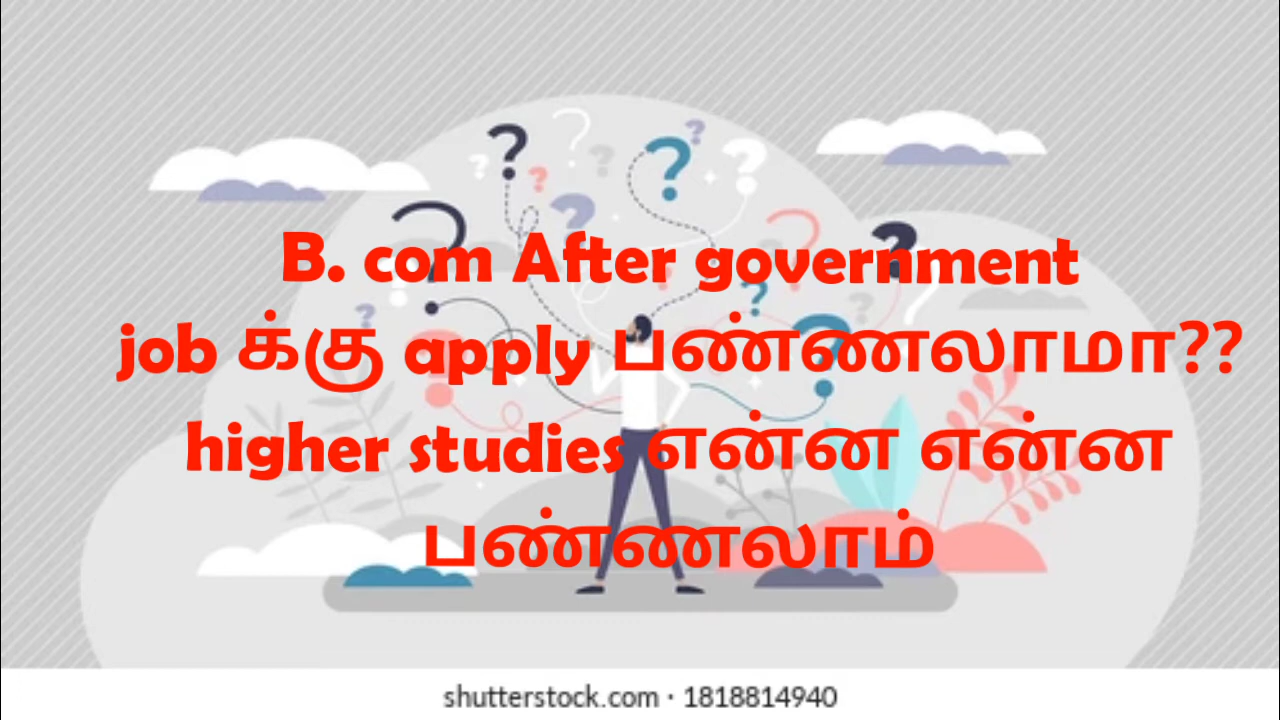 B. com After government
job க்கு apply பண்ணலாமா??
higher studies என்ன என்ன
பண்ணலாம்
shutterstock.com · 1818814940